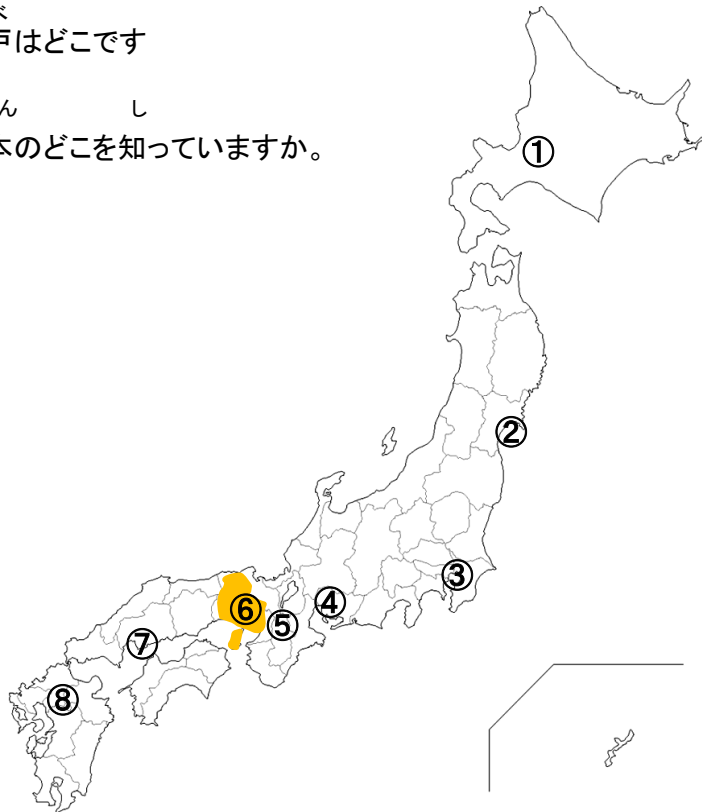 べ
戸はどこです
ん し
本のどこを知っていますか。
①
②
③
④
⑤
⑥
⑦
⑧